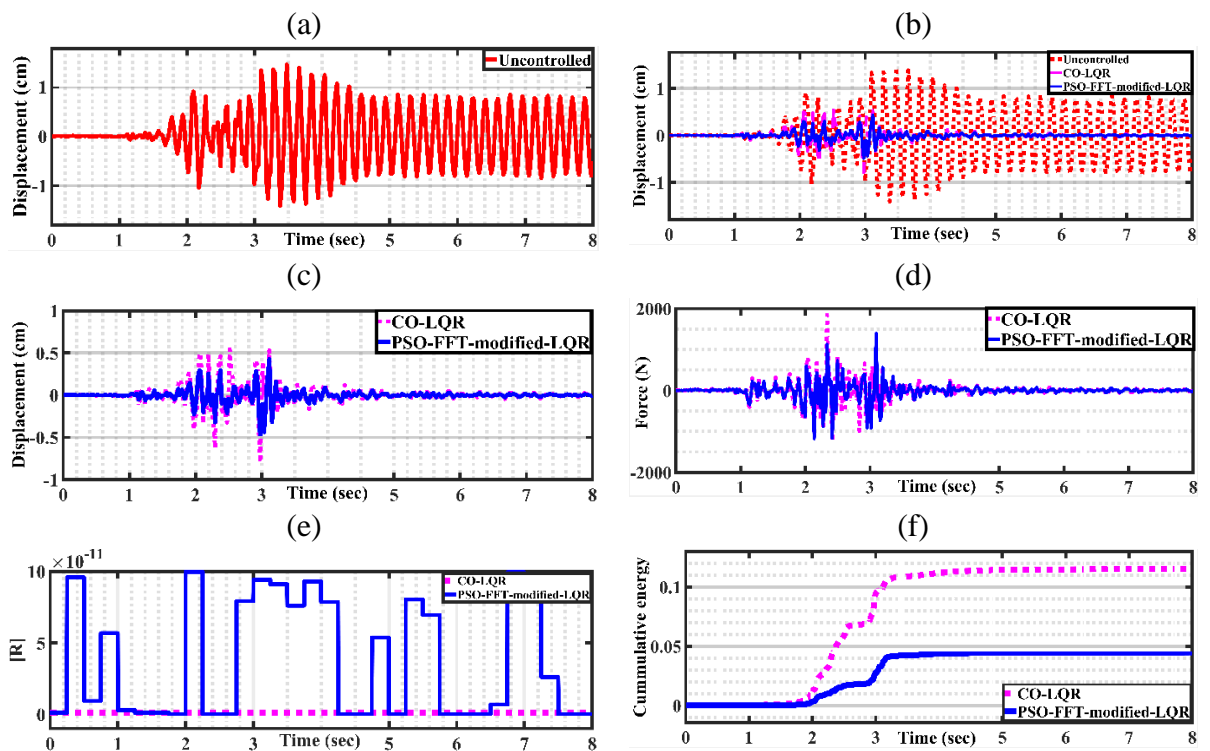 (a)
Displacement (cm)
1
0
-1
Uncontrolled
0 1 2 3 4 5 6 7 8
Time (sec)
(b)
Displacement (cm)
1
0
-1
Uncontrolled
CO-LQR
PSO-FFT-modified-LQR
0 1 2 3 4 5 6 7 8
Time (sec)
(c)
Displacement (cm)
1
0.5
0
-0.5
-1
CO-LQR
PSO-FFT-modified-LQR
0 1 2 3 4 5 6 7 8
Time (sec)
(d)
Force (N)
2000
0
-2000
CO-LQR
PSO-FFT-modified-LQR
0 1 2 3 4 5 6 7 8
Time (sec)
(e)
× 10-11
[R]
10
5
0
CO-LQR
PSO-FFT-modified-LQR
0 1 2 3 4 5 6 7 8
Time (sec)
(f)
Cummulative energy
0.1
0.05
0
CO-LQR
PSO-FFT-modified-LQR
0 1 2 3 4 5 6 7 8
Time (sec)